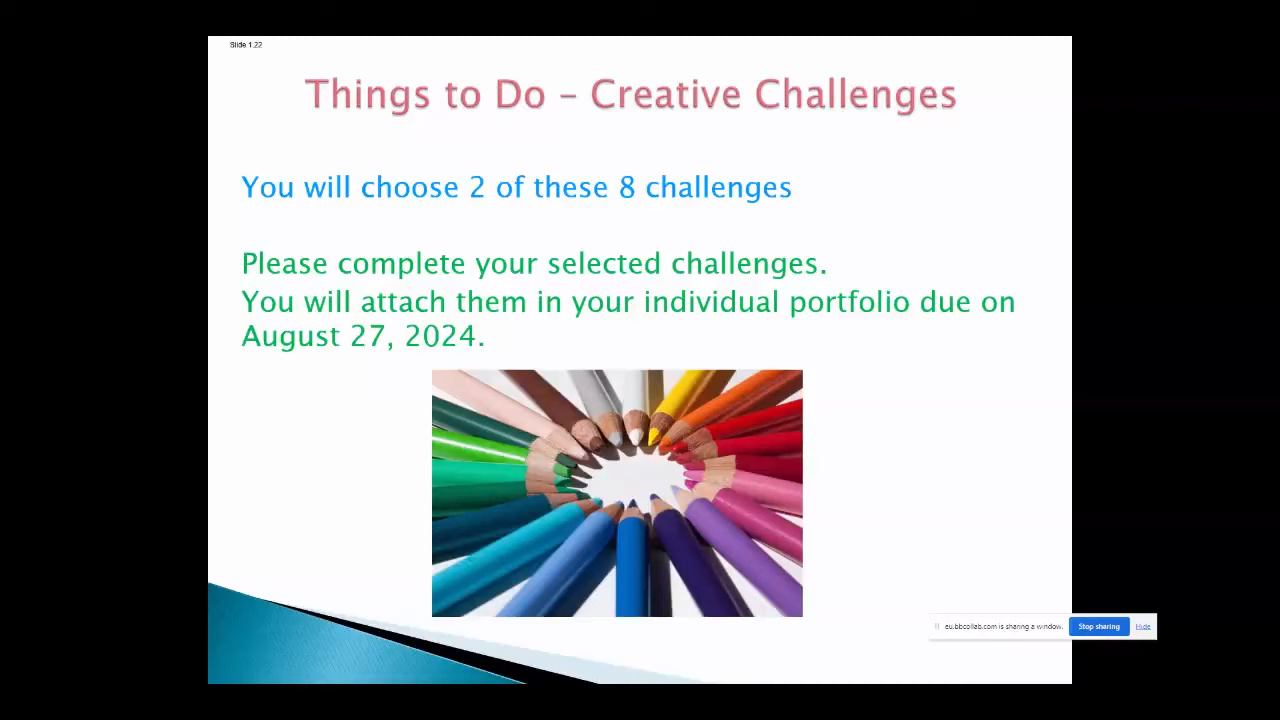 Slide 1.22
Things to Do – Creative Challenges
You will choose 2 of these 8 challenges
Please complete your selected challenges.
You will attach them in your individual portfolio due on
August 27, 2024.
eu.bbcollab.com is sharing a window. Stop sharing Hide